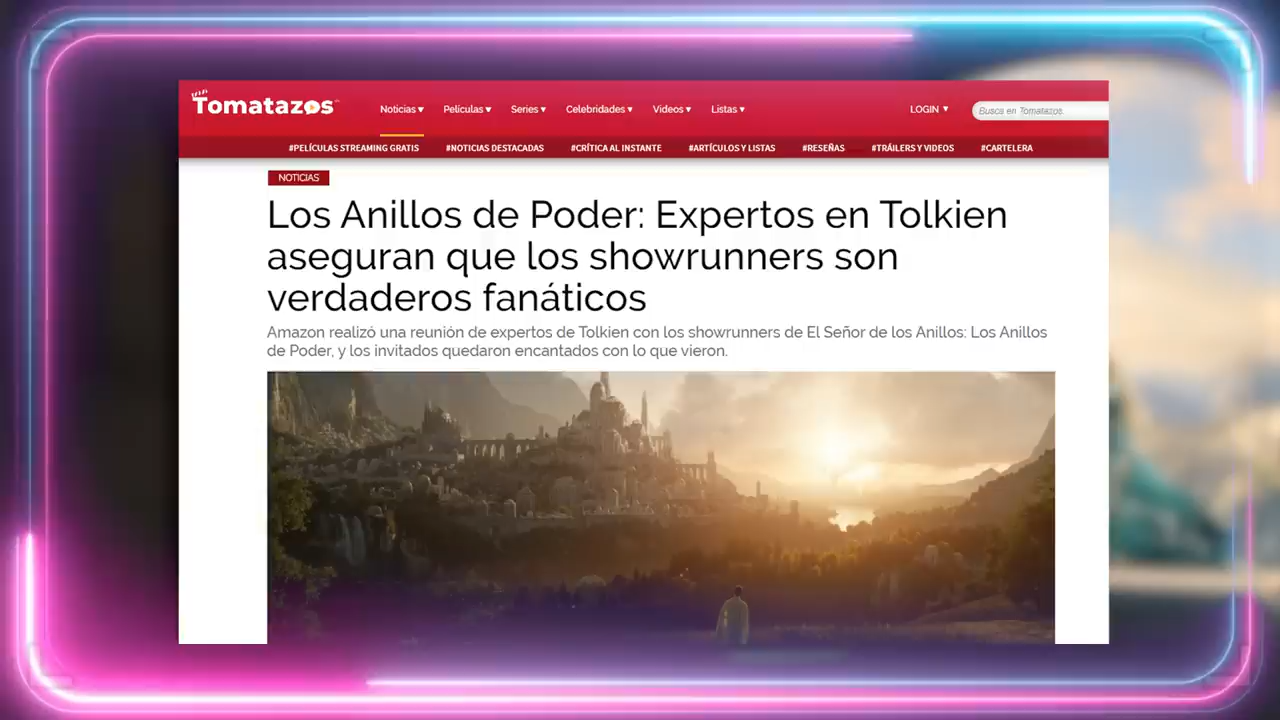 Tomatazos
Noticias ▾ Películas ▾ Series ▾ Celebridades ▾ Videos ▾ Listas ▾ LOGIN ▾ Busca en Tomatazos.
#PELÍCULAS STREAMING GRATIS #NOTICIAS DESTACADAS #CRÍTICA AL INSTANTE #ARTÍCULOS Y LISTAS #RESEÑAS #TRÁILERS Y VIDEOS #CARTELERA
NOTICIAS
Los Anillos de Poder: Expertos en Tolkien
aseguran que los showrunners son
verdaderos fanáticos
Amazon realizó una reunión de expertos de Tolkien con los showrunners de El Señor de los Anillos: Los Anillos
de Poder, y los invitados quedaron encantados con lo que vieron.